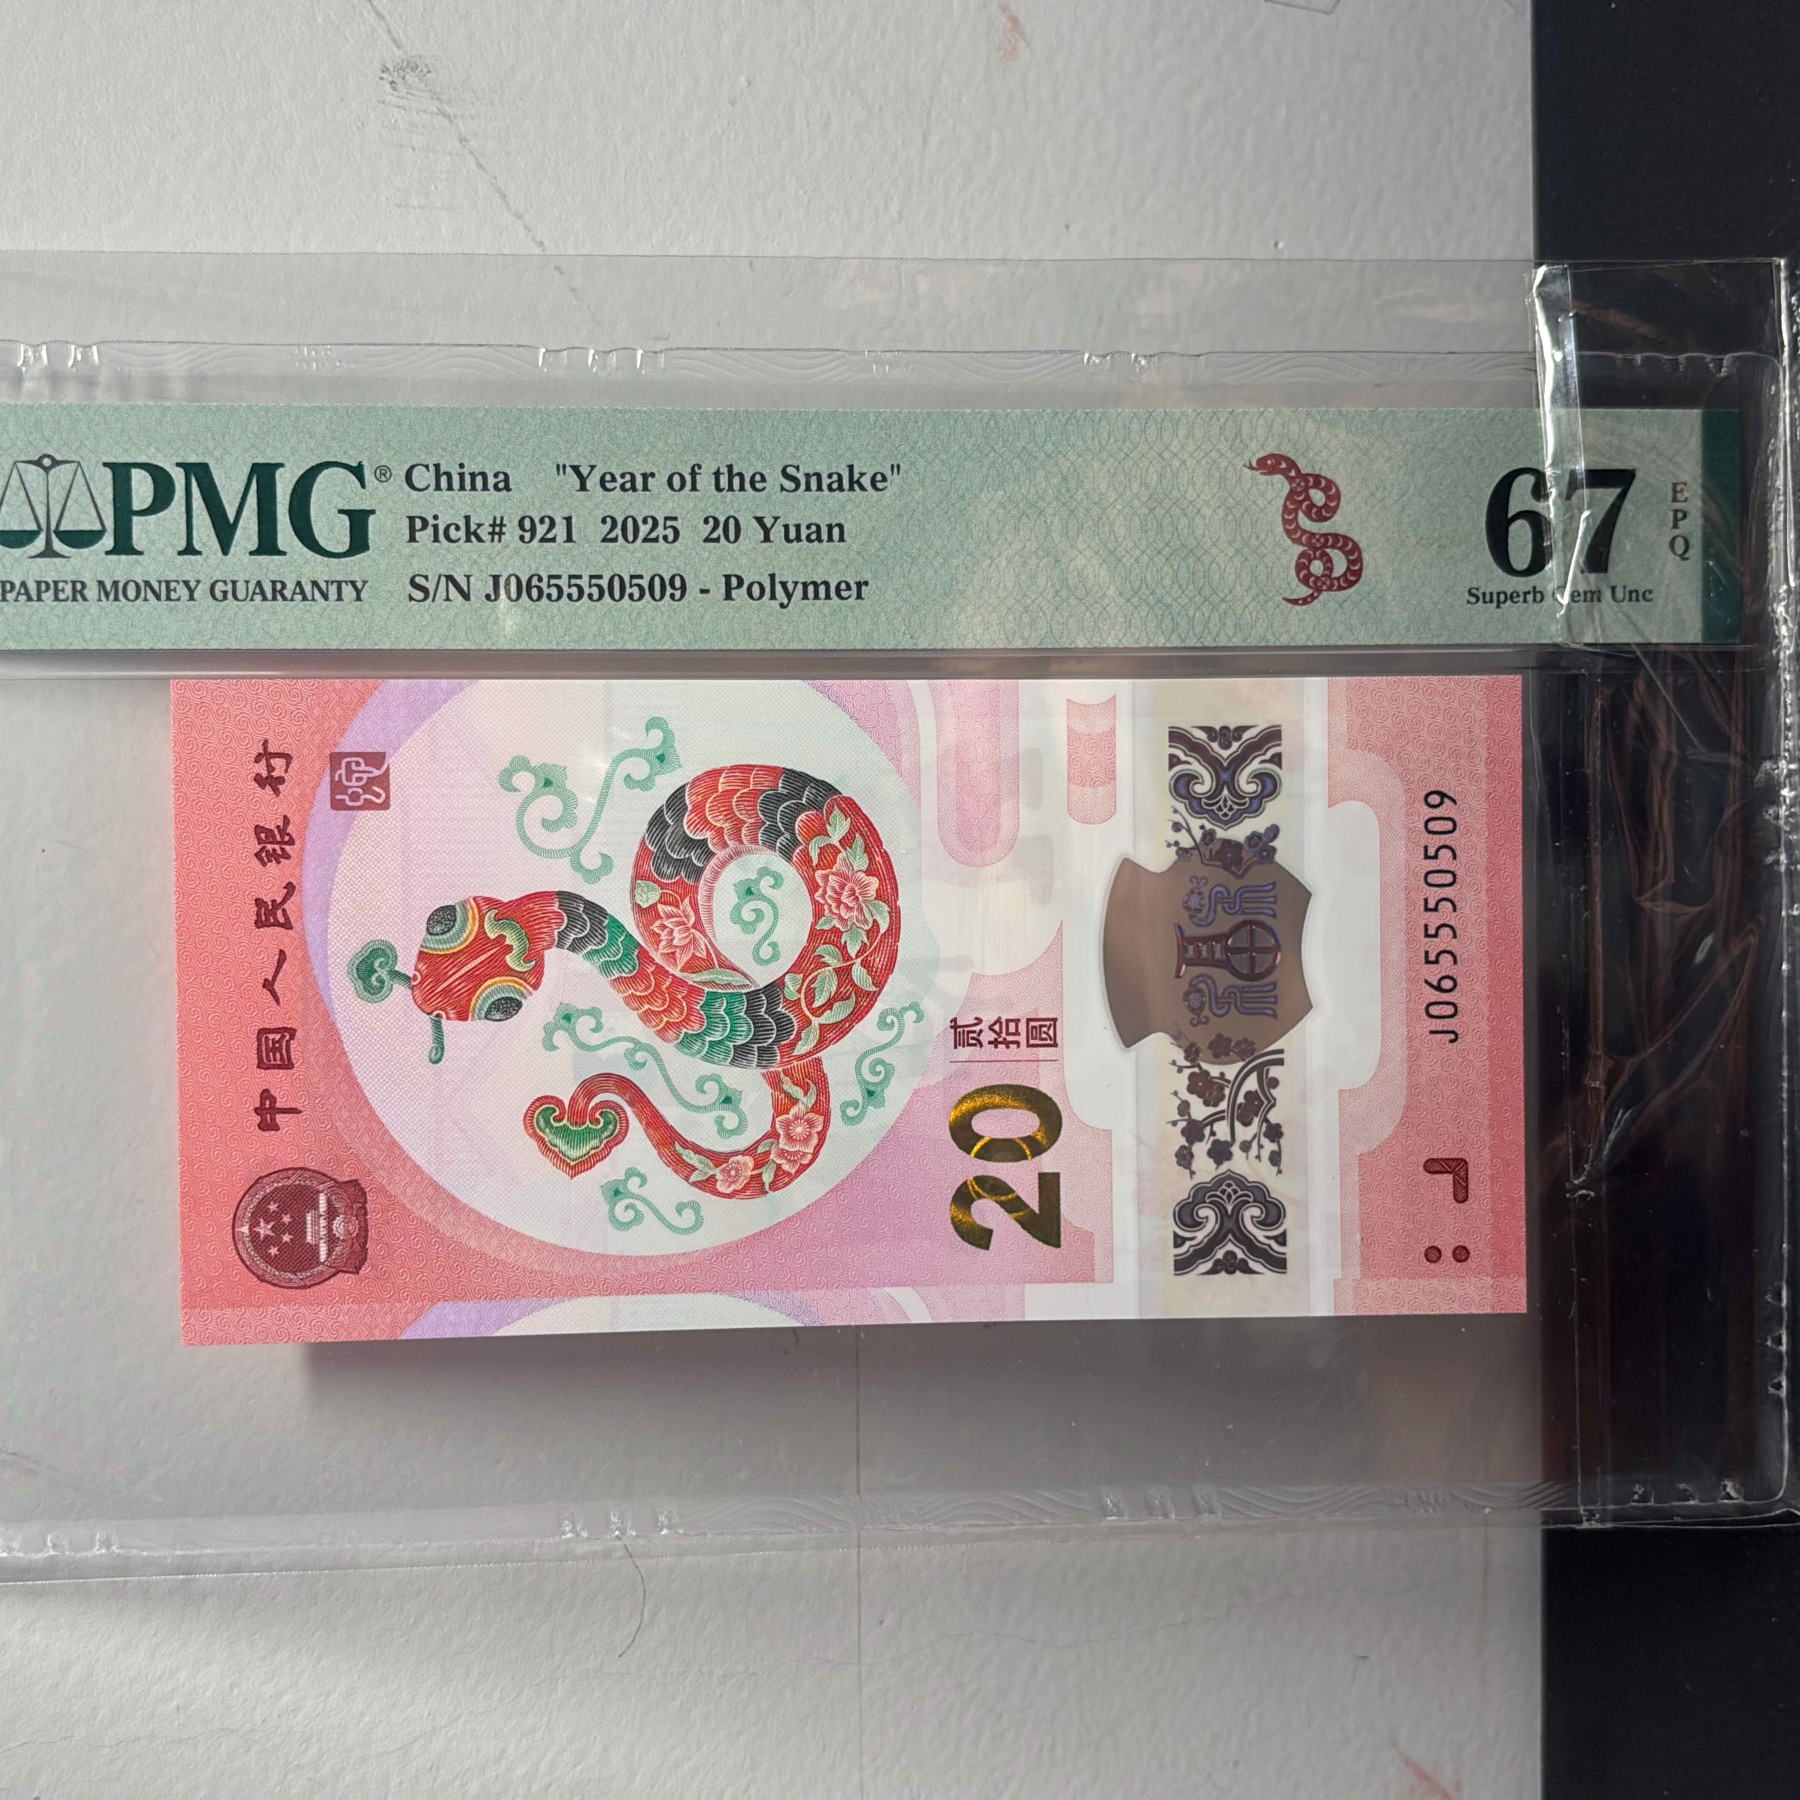 PMG®
PAPER MONEY GUARANTY
China "Year of the Snake"
Pick# 921 2025 20 Yuan
S/N J065550509 - Polymer
67
EPQ
Superb Gem Unc
中国人民银行
贰拾圆
20
福
J065550509